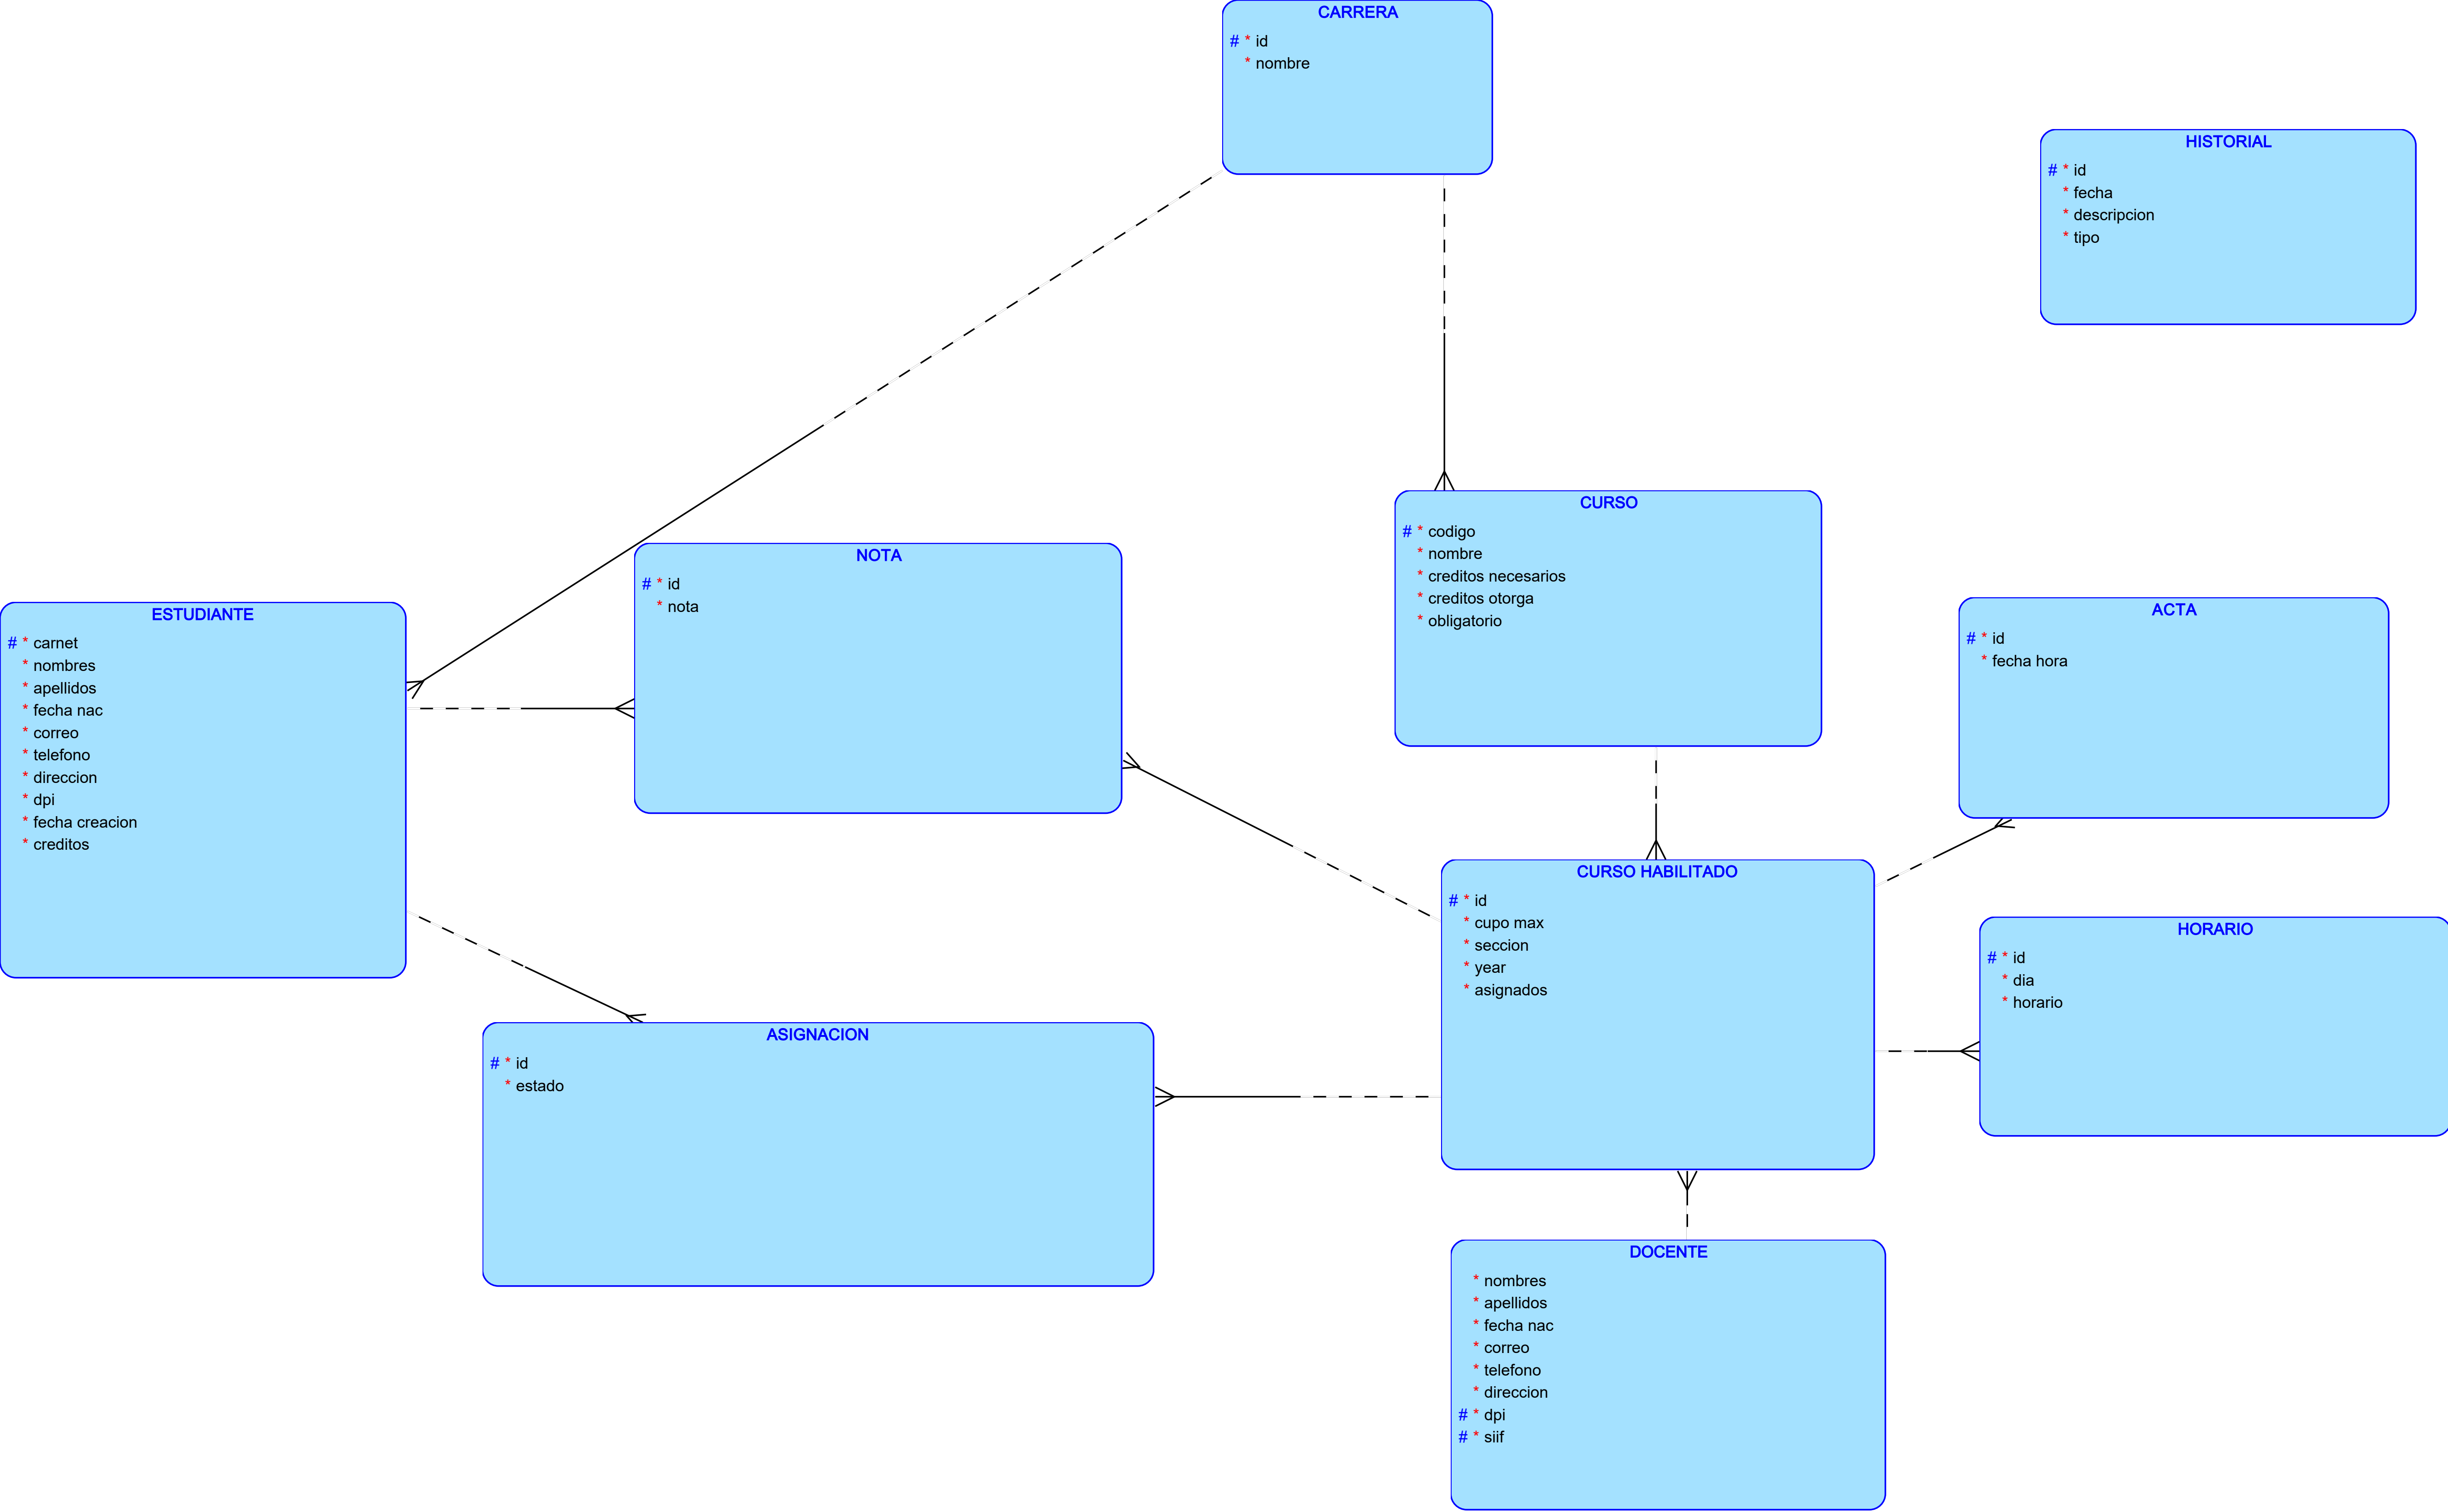 CARRERA
# * id
* nombre
HISTORIAL
# * id
* fecha
* descripcion
* tipo
CURSO
# * codigo
* nombre
* creditos necesarios
* creditos otorga
* obligatorio
NOTA
# * id
* nota
ESTUDIANTE
# * carnet
* nombres
* apellidos
* fecha nac
* correo
* telefono
* direccion
* dpi
* fecha creacion
* creditos
ACTA
# * id
* fecha hora
CURSO HABILITADO
# * id
* cupo max
* seccion
* year
* asignados
HORARIO
# * id
* dia
* horario
ASIGNACION
# * id
* estado
DOCENTE
* nombres
* apellidos
* fecha nac
* correo
* telefono
* direccion
# * dpi
# * siif